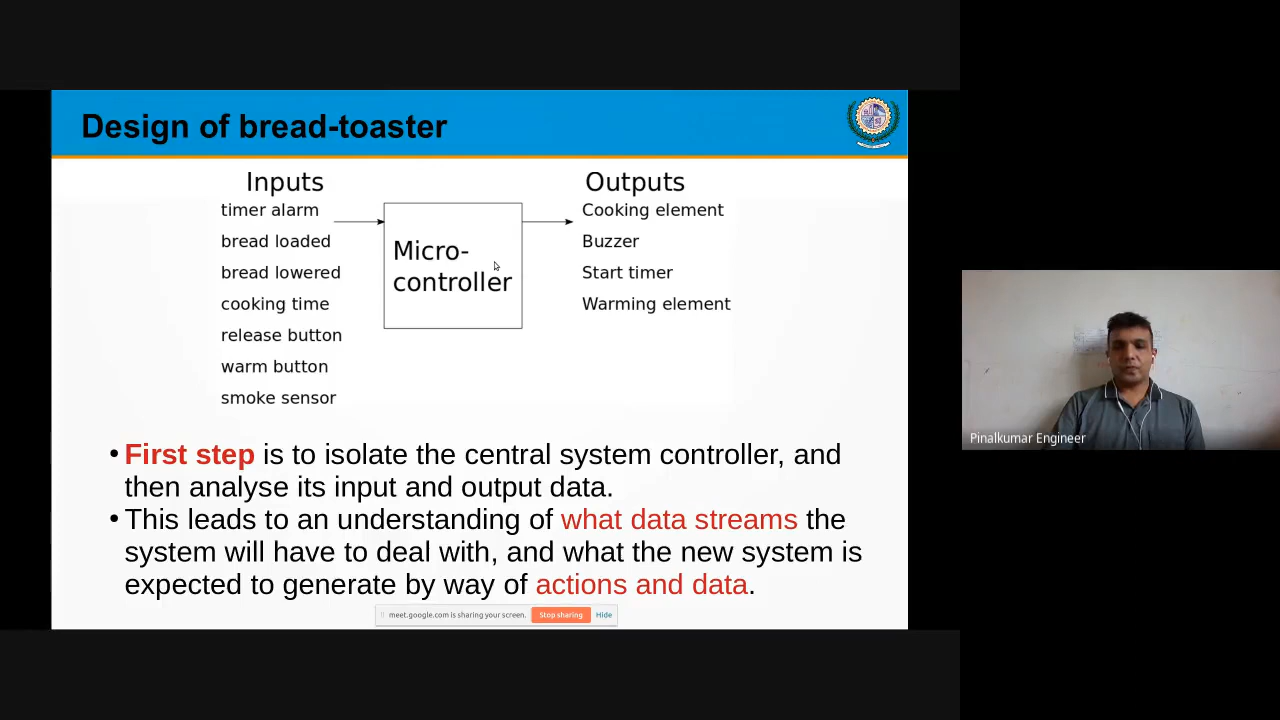 Design of bread-toaster
Inputs
timer alarm
bread loaded
bread lowered
cooking time
release button
warm button
smoke sensor
Micro-
controller
Outputs
Cooking element
Buzzer
Start timer
Warming element
•First step is to isolate the central system controller, and
then analyse its input and output data.
•This leads to an understanding of what data streams the
system will have to deal with, and what the new system is
expected to generate by way of actions and data.
meet.google.com is sharing your screen. Stop sharing Hide
Pinalkumar Engineer